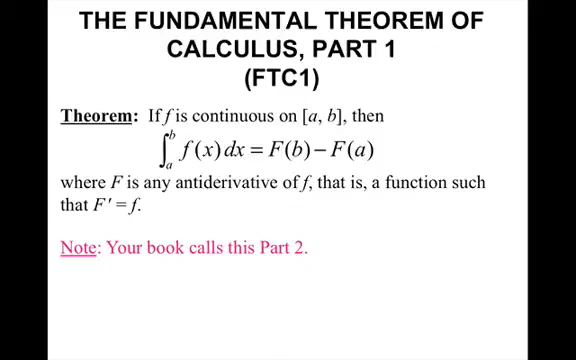 THE FUNDAMENTAL THEOREM OF
CALCULUS, PART 1
(FTC1)
Theorem: If f is continuous on [a, b], then
∫_a^b f(x) dx = F(b) − F(a)
where F is any antiderivative of f, that is, a function such
that F' = f.
Note: Your book calls this Part 2.